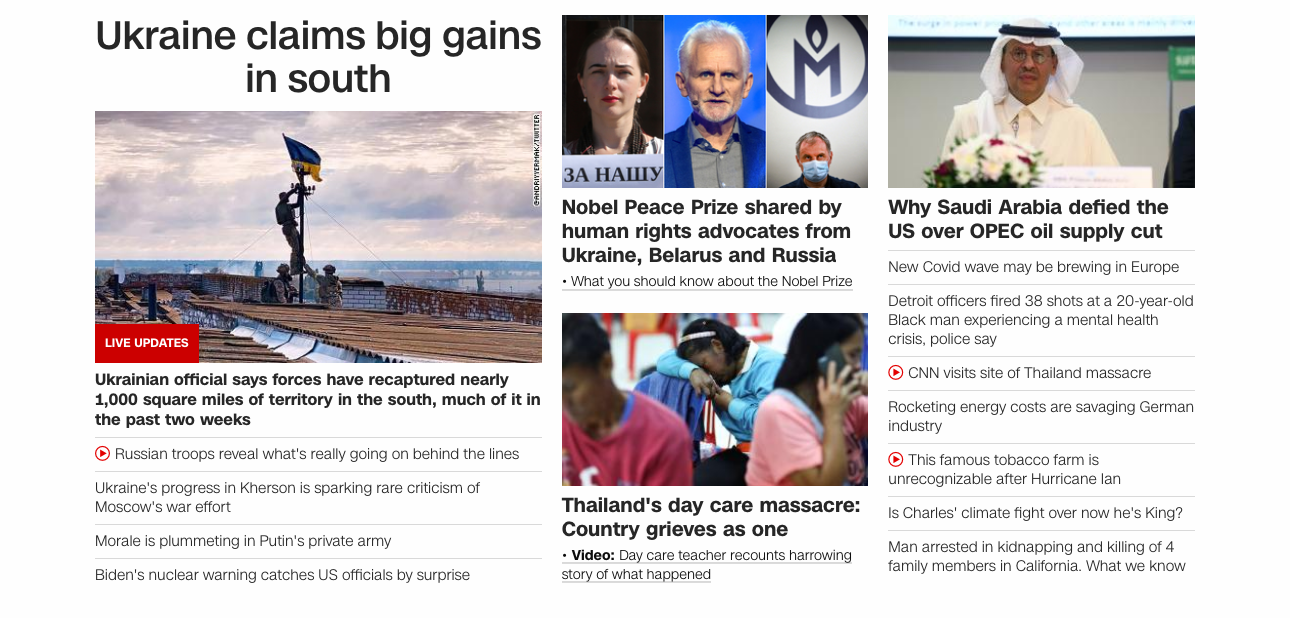 Ukraine claims big gains
in south
@ANDRIYYERMAK/TWITTER
LIVE UPDATES
Ukrainian official says forces have recaptured nearly
1,000 square miles of territory in the south, much of it in
the past two weeks
Russian troops reveal what's really going on behind the lines
Ukraine's progress in Kherson is sparking rare criticism of
Moscow's war effort
Morale is plummeting in Putin's private army
Biden's nuclear warning catches US officials by surprise
ЗА НАШУ
M
Nobel Peace Prize shared by
human rights advocates from
Ukraine, Belarus and Russia
• What you should know about the Nobel Prize
Thailand's day care massacre:
Country grieves as one
• Video: Day care teacher recounts harrowing
story of what happened
The surge in power and other areas is mainly
Why Saudi Arabia defied the
US over OPEC oil supply cut
New Covid wave may be brewing in Europe
Detroit officers fired 38 shots at a 20-year-old
Black man experiencing a mental health
crisis, police say
CNN visits site of Thailand massacre
Rocketing energy costs are savaging German
industry
This famous tobacco farm is
unrecognizable after Hurricane Ian
Is Charles' climate fight over now he's King?
Man arrested in kidnapping and killing of 4
family members in California. What we know